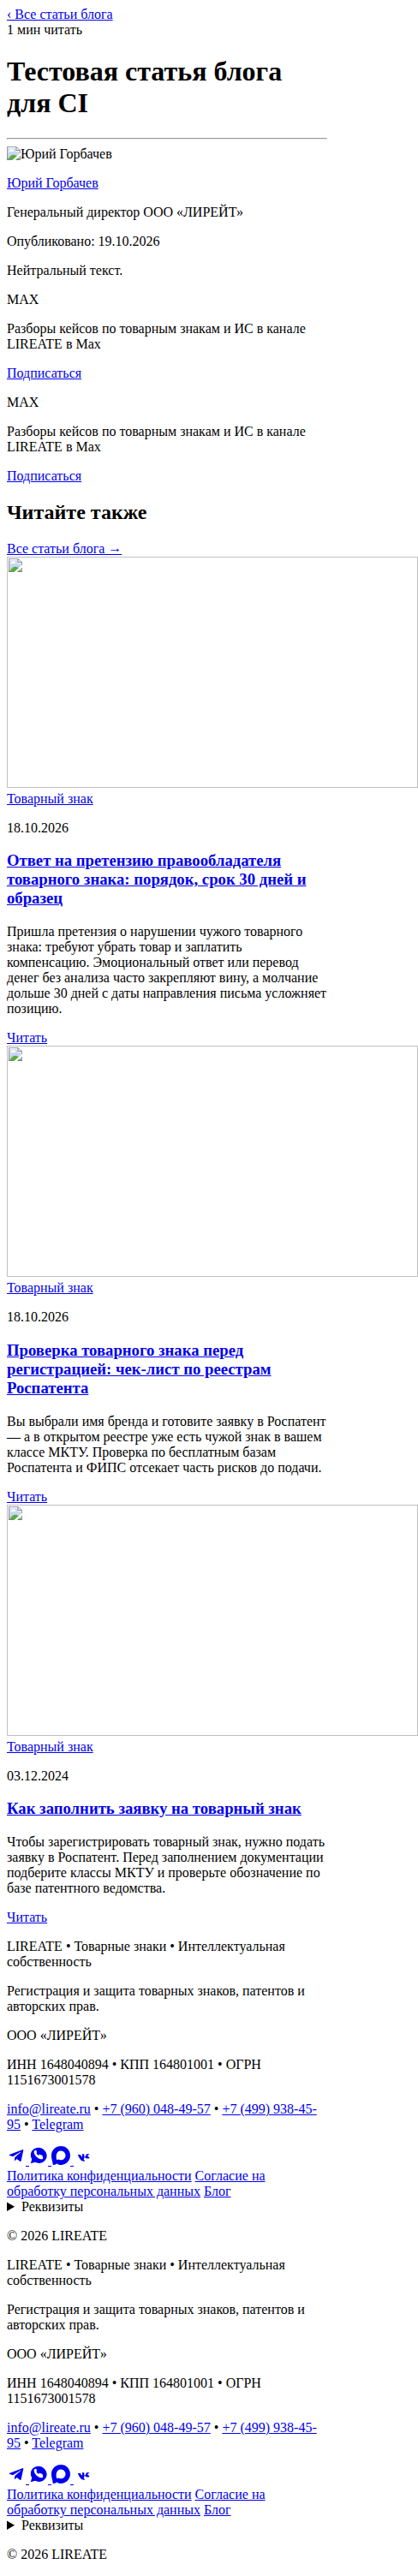 ‹ Все статьи блога
1 мин читать
Тестовая статья блога
для CI
Юрий Горбачев
Юрий Горбачев
Генеральный директор ООО «ЛИРЕЙТ»
Опубликовано: 19.10.2026
Нейтральный текст.
MAX
Разборы кейсов по товарным знакам и ИС в канале
LIREATE в Max
Подписаться
MAX
Разборы кейсов по товарным знакам и ИС в канале
LIREATE в Max
Подписаться
Читайте также
Все статьи блога →
Товарный знак
18.10.2026
Ответ на претензию правообладателя
товарного знака: порядок, срок 30 дней и
образец
Пришла претензия о нарушении чужого товарного
знака: требуют убрать товар и заплатить
компенсацию. Эмоциональный ответ или перевод
денег без анализа часто закрепляют вину, а молчание
дольше 30 дней с даты направления письма усложняет
позицию.
Читать
Товарный знак
18.10.2026
Проверка товарного знака перед
регистрацией: чек-лист по реестрам
Роспатента
Вы выбрали имя бренда и готовите заявку в Роспатент
— а в открытом реестре уже есть чужой знак в вашем
классе МКТУ. Проверка по бесплатным базам
Роспатента и ФИПС отсекает часть рисков до подачи.
Читать
Товарный знак
03.12.2024
Как заполнить заявку на товарный знак
Чтобы зарегистрировать товарный знак, нужно подать
заявку в Роспатент. Перед заполнением документации
подберите классы МКТУ и проверьте обозначение по
базе патентного ведомства.
Читать
LIREATE • Товарные знаки • Интеллектуальная
собственность
Регистрация и защита товарных знаков, патентов и
авторских прав.
ООО «ЛИРЕЙТ»
ИНН 1648040894 • КПП 164801001 • ОГРН
1151673001578
info@lireate.ru • +7 (960) 048-49-57 • +7 (499) 938-45-
95 • Telegram
Политика конфиденциальности Согласие на
обработку персональных данных Блог
Реквизиты
© 2026 LIREATE
LIREATE • Товарные знаки • Интеллектуальная
собственность
Регистрация и защита товарных знаков, патентов и
авторских прав.
ООО «ЛИРЕЙТ»
ИНН 1648040894 • КПП 164801001 • ОГРН
1151673001578
info@lireate.ru • +7 (960) 048-49-57 • +7 (499) 938-45-
95 • Telegram
Политика конфиденциальности Согласие на
обработку персональных данных Блог
Реквизиты
© 2026 LIREATE